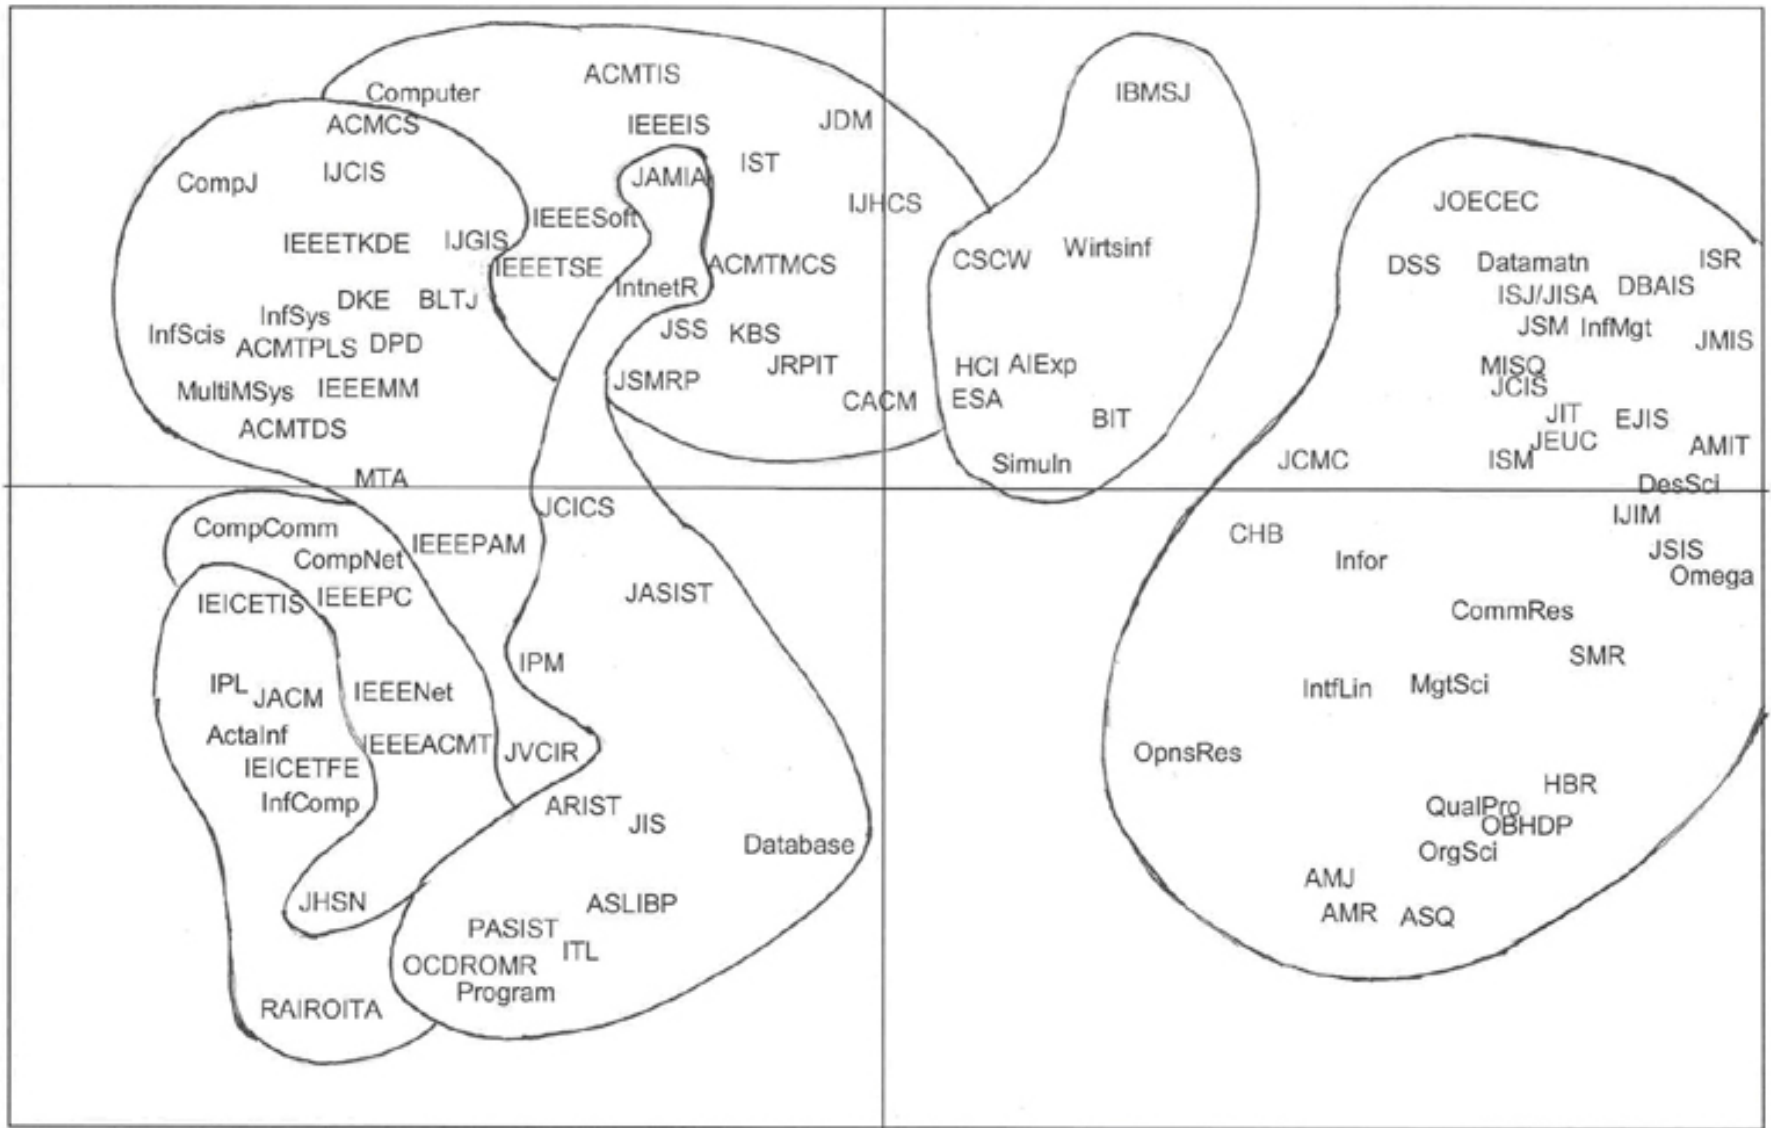 ACMTIS
Computer
IBMSJ
ACMCS
IEEEIS
JDM
IST
IJCIS
CompJ
JAMIA
IJHCS
JOECEC
IEEESoft
IEEETKDE
IJGIS
IEEETSE
ACMTMCS
CSCW
Wirtsinf
DSS
Datamatn
ISR
IntnetR
DKE
BLTJ
ISJ/JISA
DBAIS
InfSys
InfScis
ACMTPLS
DPD
JSS
KBS
JSM
InfMgt
JMIS
JRPIT
HCI
AIExp
MISQ
MultiMSys
IEEEMM
JSMRP
JCIS
CACM
ESA
BIT
JIT
EJIS
ACMTDS
JEUC
AMIT
MTA
Simuln
JCMC
ISM
DesSci
JCICS
IJIM
CompComm
CHB
IEEEPAM
CompNet
Infor
JSIS
Omega
IEICETIS
IEEEPC
JASIST
CommRes
IPM
SMR
IPL
JACM
IEEENet
IntfLin
MgtSci
ActaInf
IEEEACMT
JVCIR
OpnsRes
IEICETFE
InfComp
ARIST
JIS
HBR
QualPro
OBHDP
Database
OrgSci
AMJ
JHSN
ASLIBP
AMR
ASQ
PASIST
ITL
OCDROMR
Program
RAIROITA